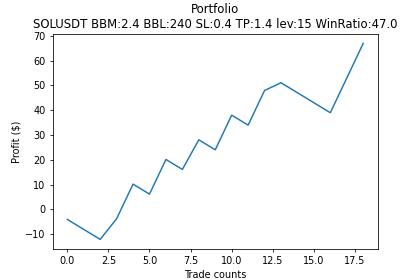 Portfolio
SOLUSDT BBM:2.4 BBL:240 SL:0.4 TP:1.4 lev:15 WinRatio:47.0
70
60
50
40
30
20
10
0
−10
Profit ($)
0.0 2.5 5.0 7.5 10.0 12.5 15.0 17.5
Trade counts